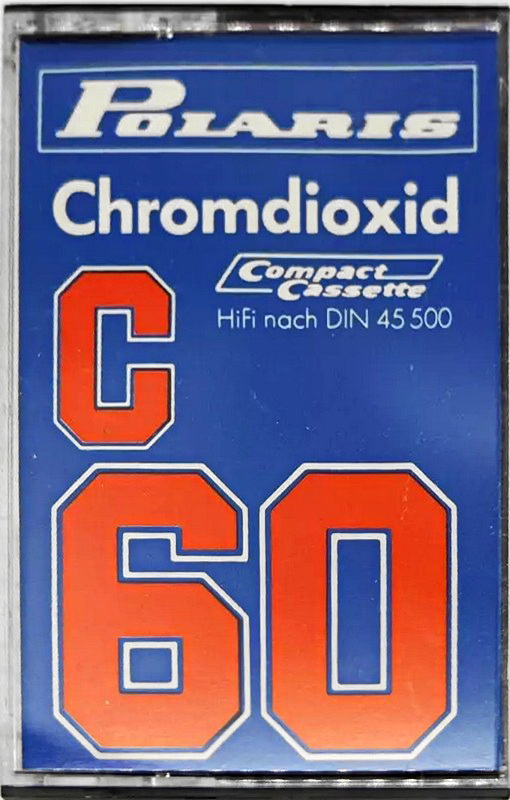 Polaris
Chromdioxid
Compact
Cassette
HiFi nach DIN 45 500
C
60